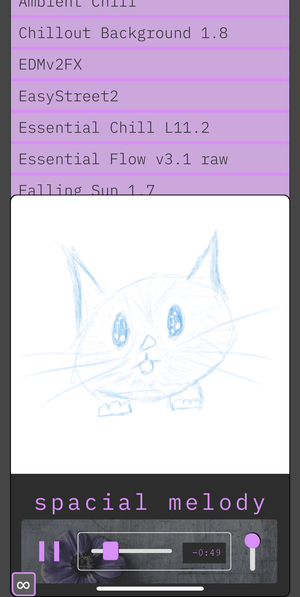 Ambient Chill
Chillout Background 1.8
EDMv2FX
EasyStreet2
Essential Chill L11.2
Essential Flow v3.1 raw
Falling Sun 1.7
spacial melody
-0:49
∞